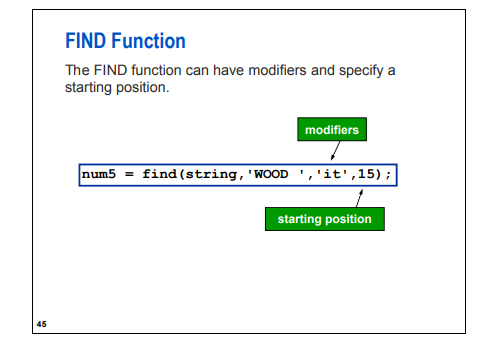 FIND Function
The FIND function can have modifiers and specify a
starting position.
modifiers
num5 = find(string,'WOOD ','it',15);
starting position
45